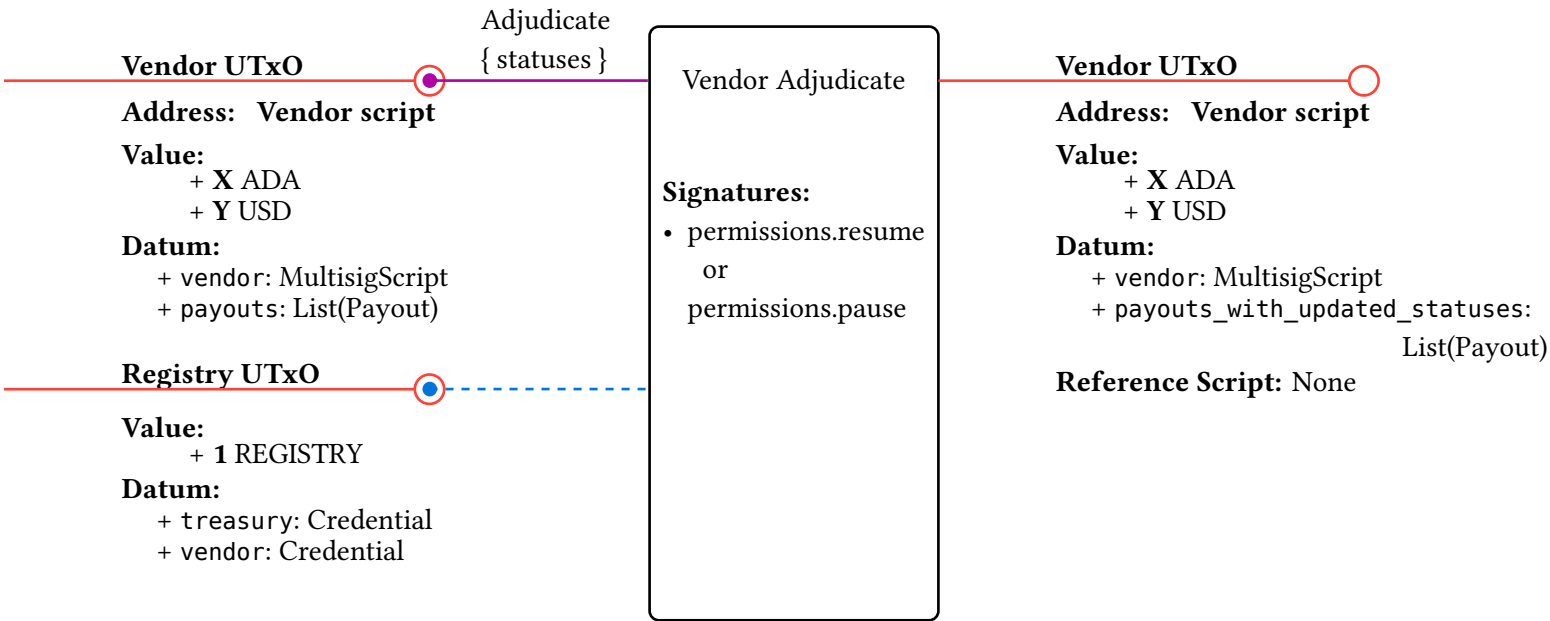 Adjudicate
{ statuses }
Vendor UTxO
Address: Vendor script
Value:
+ X ADA
+ Y USD
Datum:
+ vendor: MultisigScript
+ payouts: List(Payout)
Registry UTxO
Value:
+ 1 REGISTRY
Datum:
+ treasury: Credential
+ vendor: Credential
Vendor Adjudicate
Signatures:
• permissions.resume
or
permissions.pause
Vendor UTxO
Address: Vendor script
Value:
+ X ADA
+ Y USD
Datum:
+ vendor: MultisigScript
+ payouts_with_updated_statuses:
List(Payout)
Reference Script: None